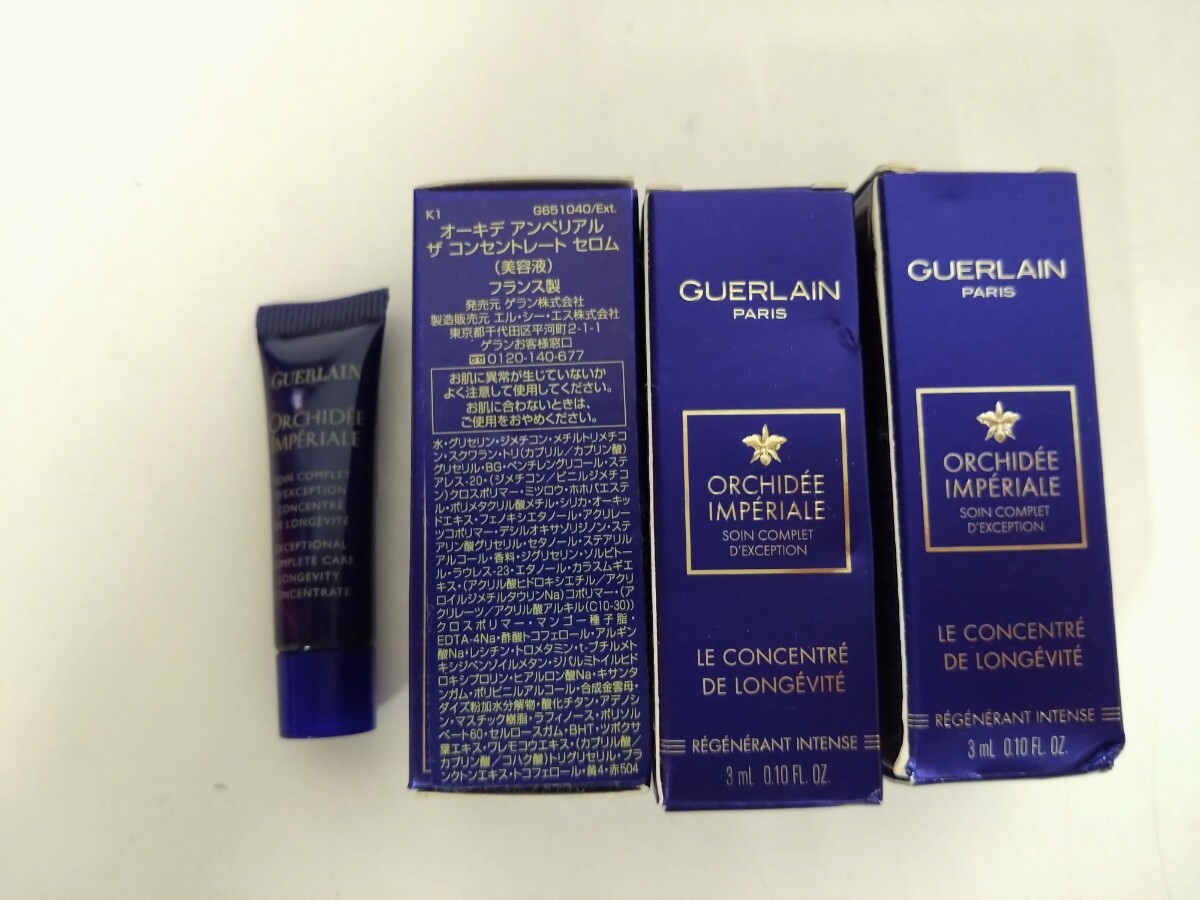 GUERLAIN
ORCHIDÉE
IMPÉRIALE
SOIN COMPLET
D'EXCEPTION
CONCENTRÉ
DE LONGÉVITÉ
EXCEPTIONAL
COMPLETE CARE
LONGEVITY
CONCENTRATE
K1 G651040/Ext.
オーキデ アンペリアル
ザ コンセントレート セロム
(美容液)
フランス製
発売元 ゲラン株式会社
製造販売元 エル・シー・エス株式会社
東京都千代田区平河町2-1-1
ゲランお客様窓口
0120-140-677
お肌に異常が生じていないか
よく注意して使用してください。
お肌に合わないときは、
ご使用をおやめください。
水・グリセリン・ジメチコン・メチルトリメチコ
ン・スクワラン・トリ(カプリル/カプリン酸)
グリセリル・BG・ペンチレングリコール・ステ
アレス-20・(ジメチコン/ビニルジメチコ
ン)クロスポリマー・ミツロウ・ホホバエステ
ル・ポリメタクリル酸メチル・シリカ・オーキッ
ドエキス・フェノキシエタノール・アクリレー
ツコポリマー・デシルオキサゾリジノン・ステ
アリン酸グリセリル・セタノール・ステアリル
アルコール・香料・ジグリセリン・ソルビトー
ル・ラウレス-23・エタノール・カラスムギエ
キス・(アクリル酸ヒドロキシエチル/アクリ
ロイルジメチルタウリンNa)コポリマー・(ア
クリレーツ/アクリル酸アルキル(C10-30))
クロスポリマー・マンゴー種子脂・
EDTA-4Na・酢酸トコフェロール・アルギン
酸Na・レシチン・トロメタミン・t-ブチルメト
キシジベンゾイルメタン・ジパルミトイルヒド
ロキシプロリン・ヒアルロン酸Na・キサンタ
ンガム・ポリビニルアルコール・合成金雲母・
ダイズ粉加水分解物・酸化チタン・アデノシ
ン・マスチック樹脂・ラフィノース・ポリソル
ベート60・セルロースガム・BHT・ツボクサ
葉エキス・ワレモコウエキス・(カプリル酸/
カプリン酸/コハク酸)トリグリセリル・プラ
ンクトンエキス・トコフェロール・黄4・赤504
GUERLAIN
PARIS
ORCHIDÉE
IMPÉRIALE
SOIN COMPLET
D'EXCEPTION
LE CONCENTRÉ
DE LONGÉVITÉ
RÉGÉNÉRANT INTENSE
3 mL 0.10 FL. OZ.
GUERLAIN
PARIS
ORCHIDÉE
IMPÉRIALE
SOIN COMPLET
D'EXCEPTION
LE CONCENTRÉ
DE LONGÉVITÉ
RÉGÉNÉRANT INTENSE
3 mL 0.10 FL. OZ.